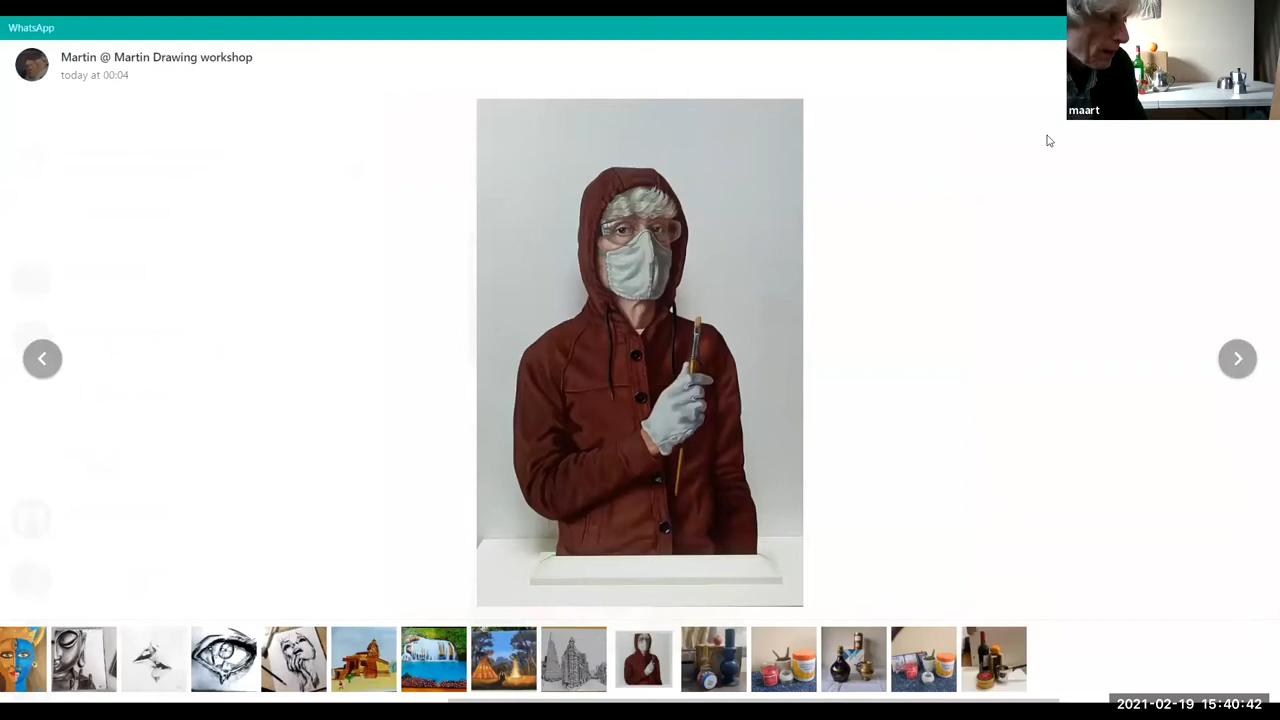 WhatsApp
Martin @ Martin Drawing workshop
today at 00:04
maart
2021-02-19 15:40:42